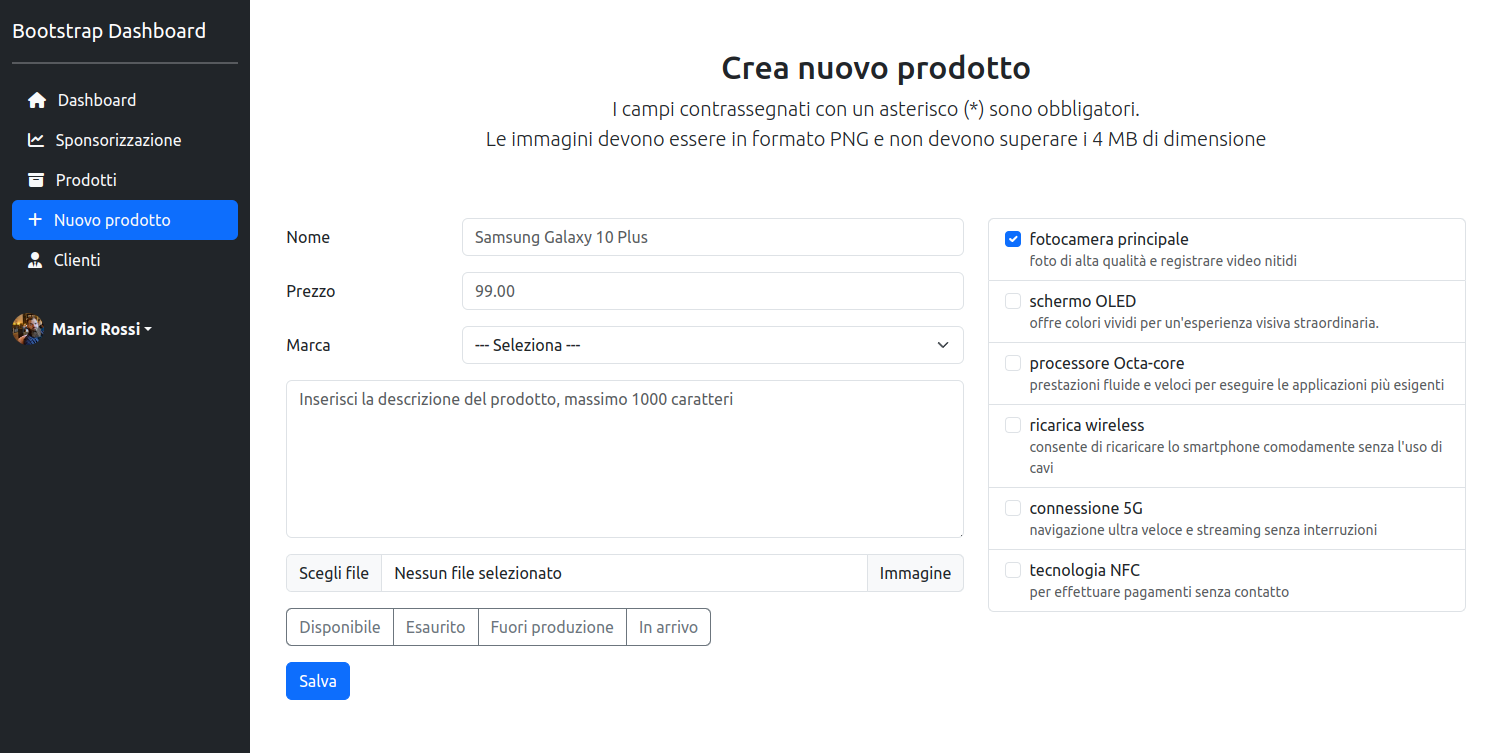 Bootstrap Dashboard
Dashboard
Sponsorizzazione
Prodotti
Nuovo prodotto
Clienti
Mario Rossi
Crea nuovo prodotto
I campi contrassegnati con un asterisco (*) sono obbligatori.
Le immagini devono essere in formato PNG e non devono superare i 4 MB di dimensione
Nome
Samsung Galaxy 10 Plus
Prezzo
99.00
Marca
--- Seleziona ---
Inserisci la descrizione del prodotto, massimo 1000 caratteri
Scegli file Nessun file selezionato Immagine
Disponibile Esaurito Fuori produzione In arrivo
Salva
fotocamera principale
foto di alta qualità e registrare video nitidi
schermo OLED
offre colori vividi per un'esperienza visiva straordinaria.
processore Octa-core
prestazioni fluide e veloci per eseguire le applicazioni più esigenti
ricarica wireless
consente di ricaricare lo smartphone comodamente senza l'uso di
cavi
connessione 5G
navigazione ultra veloce e streaming senza interruzioni
tecnologia NFC
per effettuare pagamenti senza contatto